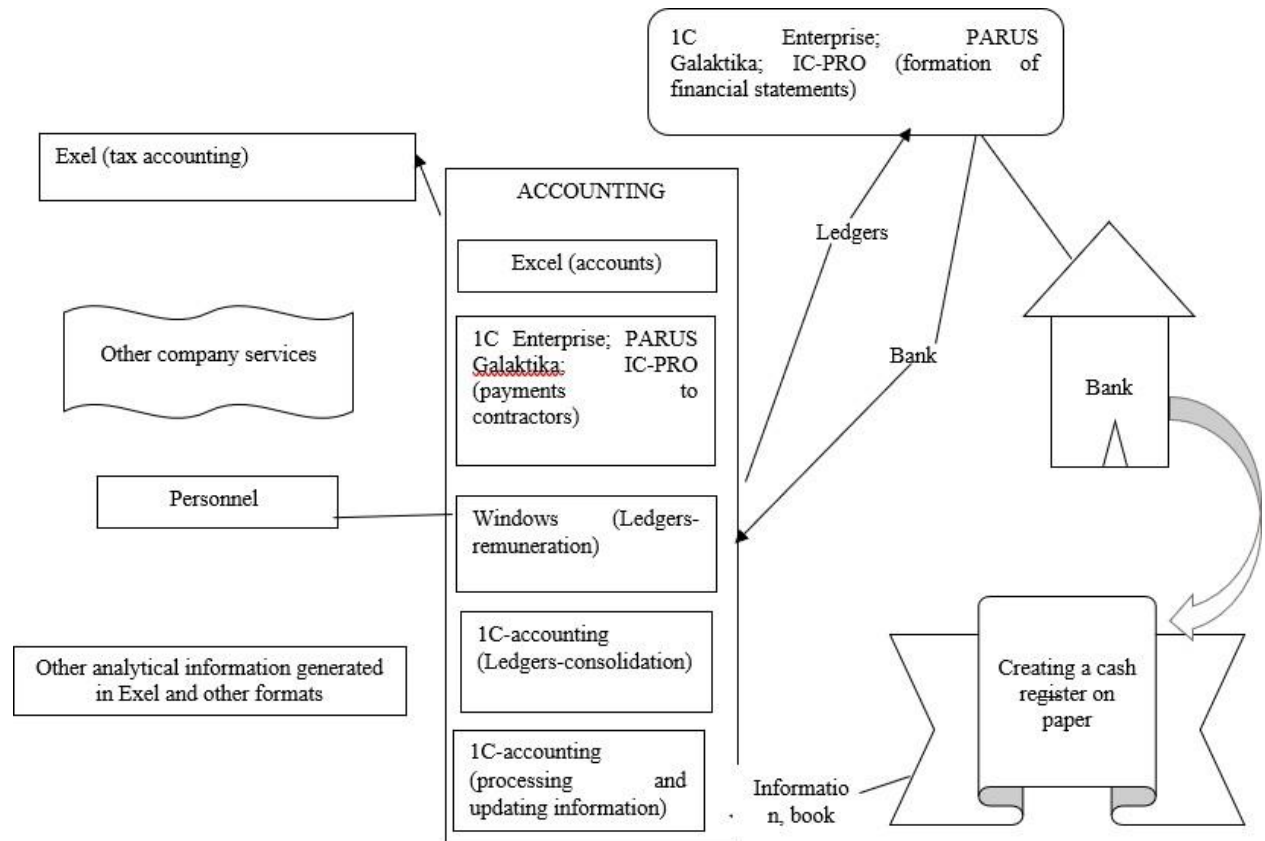 1C Enterprise; PARUS
Galaktika; IC-PRO (formation of
financial statements)
Exel (tax accounting)
ACCOUNTING
Excel (accounts)
Ledgers
Other company services
1C Enterprise; PARUS
Galaktika; IC-PRO
(payments to
contractors)
Bank
Bank
Personnel
Windows (Ledgers-
remuneration)
1C-accounting
(Ledgers-consolidation)
Other analytical information generated
in Exel and other formats
Creating a cash
register on
paper
1C-accounting
(processing and
updating information)
Informatio
n, book